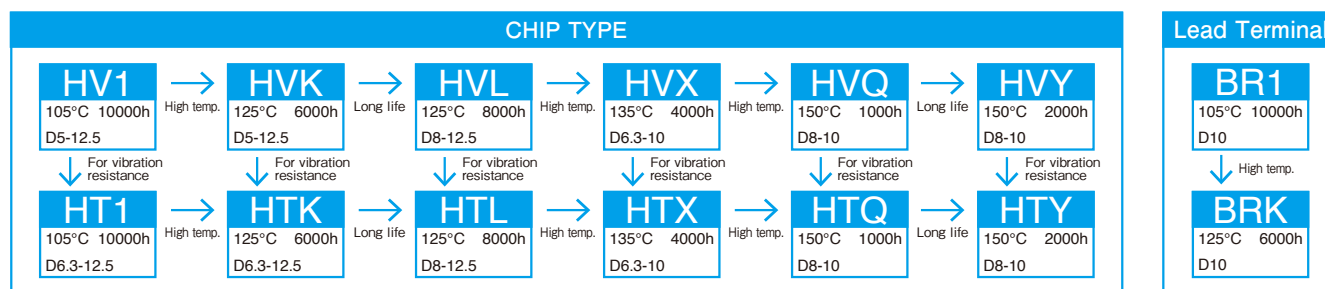 CHIP TYPE
HV1
105°C 10000h
D5-12.5
High temp.
HVK
125°C 6000h
D5-12.5
Long life
HVL
125°C 8000h
D8-12.5
High temp.
HVX
135°C 4000h
D6.3-10
High temp.
HVQ
150°C 1000h
D8-10
Long life
HVY
150°C 2000h
D8-10
For vibration
resistance
For vibration
resistance
For vibration
resistance
For vibration
resistance
For vibration
resistance
For vibration
resistance
HT1
105°C 10000h
D6.3-12.5
High temp.
HTK
125°C 6000h
D6.3-12.5
Long life
HTL
125°C 8000h
D8-12.5
High temp.
HTX
135°C 4000h
D6.3-10
High temp.
HTQ
150°C 1000h
D8-10
Long life
HTY
150°C 2000h
D8-10
Lead Terminal
BR1
105°C 10000h
D10
High temp.
BRK
125°C 6000h
D10